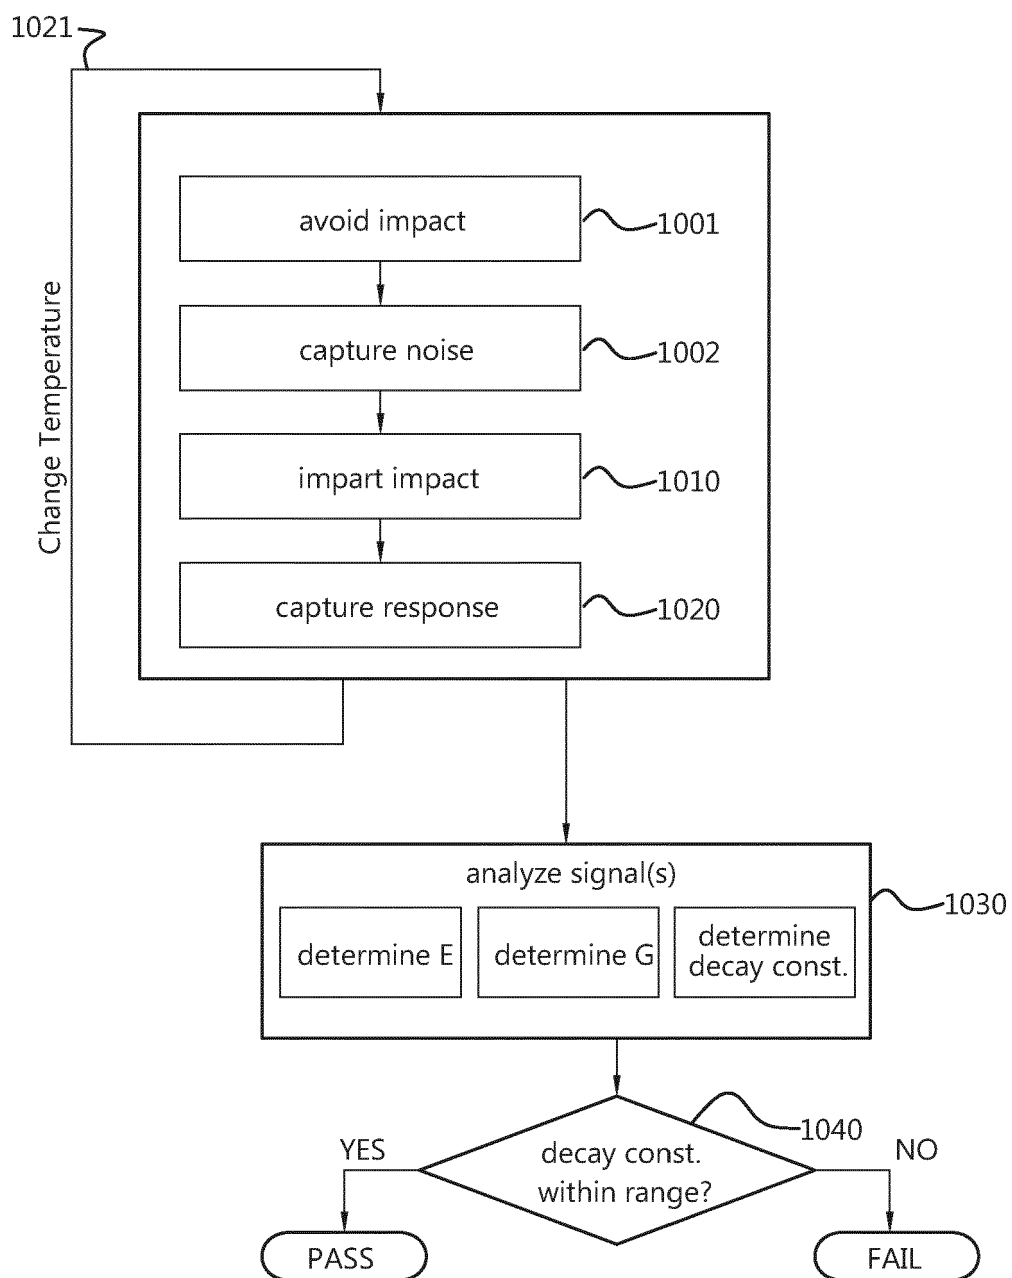 1021
avoid impact
1001
capture noise
1002
impart impact
1010
capture response
1020
Change Temperature
analyze signal(s)
1030
determine E
determine G
determine
decay const.
1040
YES
decay const.
within range?
NO
PASS
FAIL